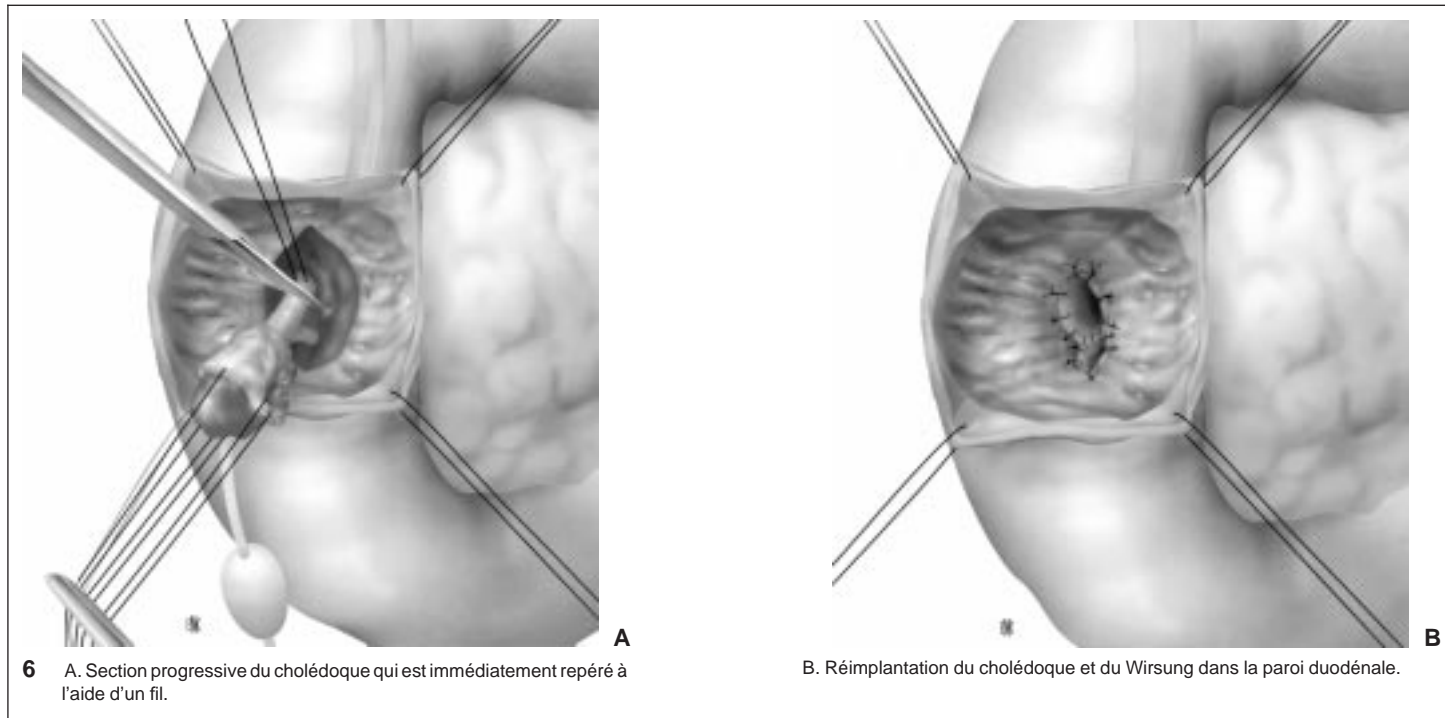 A
B
6 A. Section progressive du cholédoque qui est immédiatement repéré à
l'aide d'un fil.
B. Réimplantation du cholédoque et du Wirsung dans la paroi duodénale.